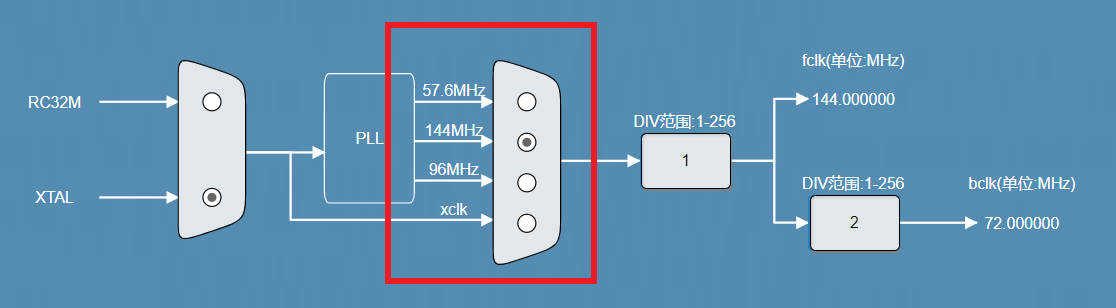 RC32M
XTAL
PLL
57.6MHz
144MHz
96MHz
xclk
DIV范围:1-256
1
fclk(单位:MHz)
144.000000
DIV范围:1-256
2
bclk(单位:MHz)
72.000000